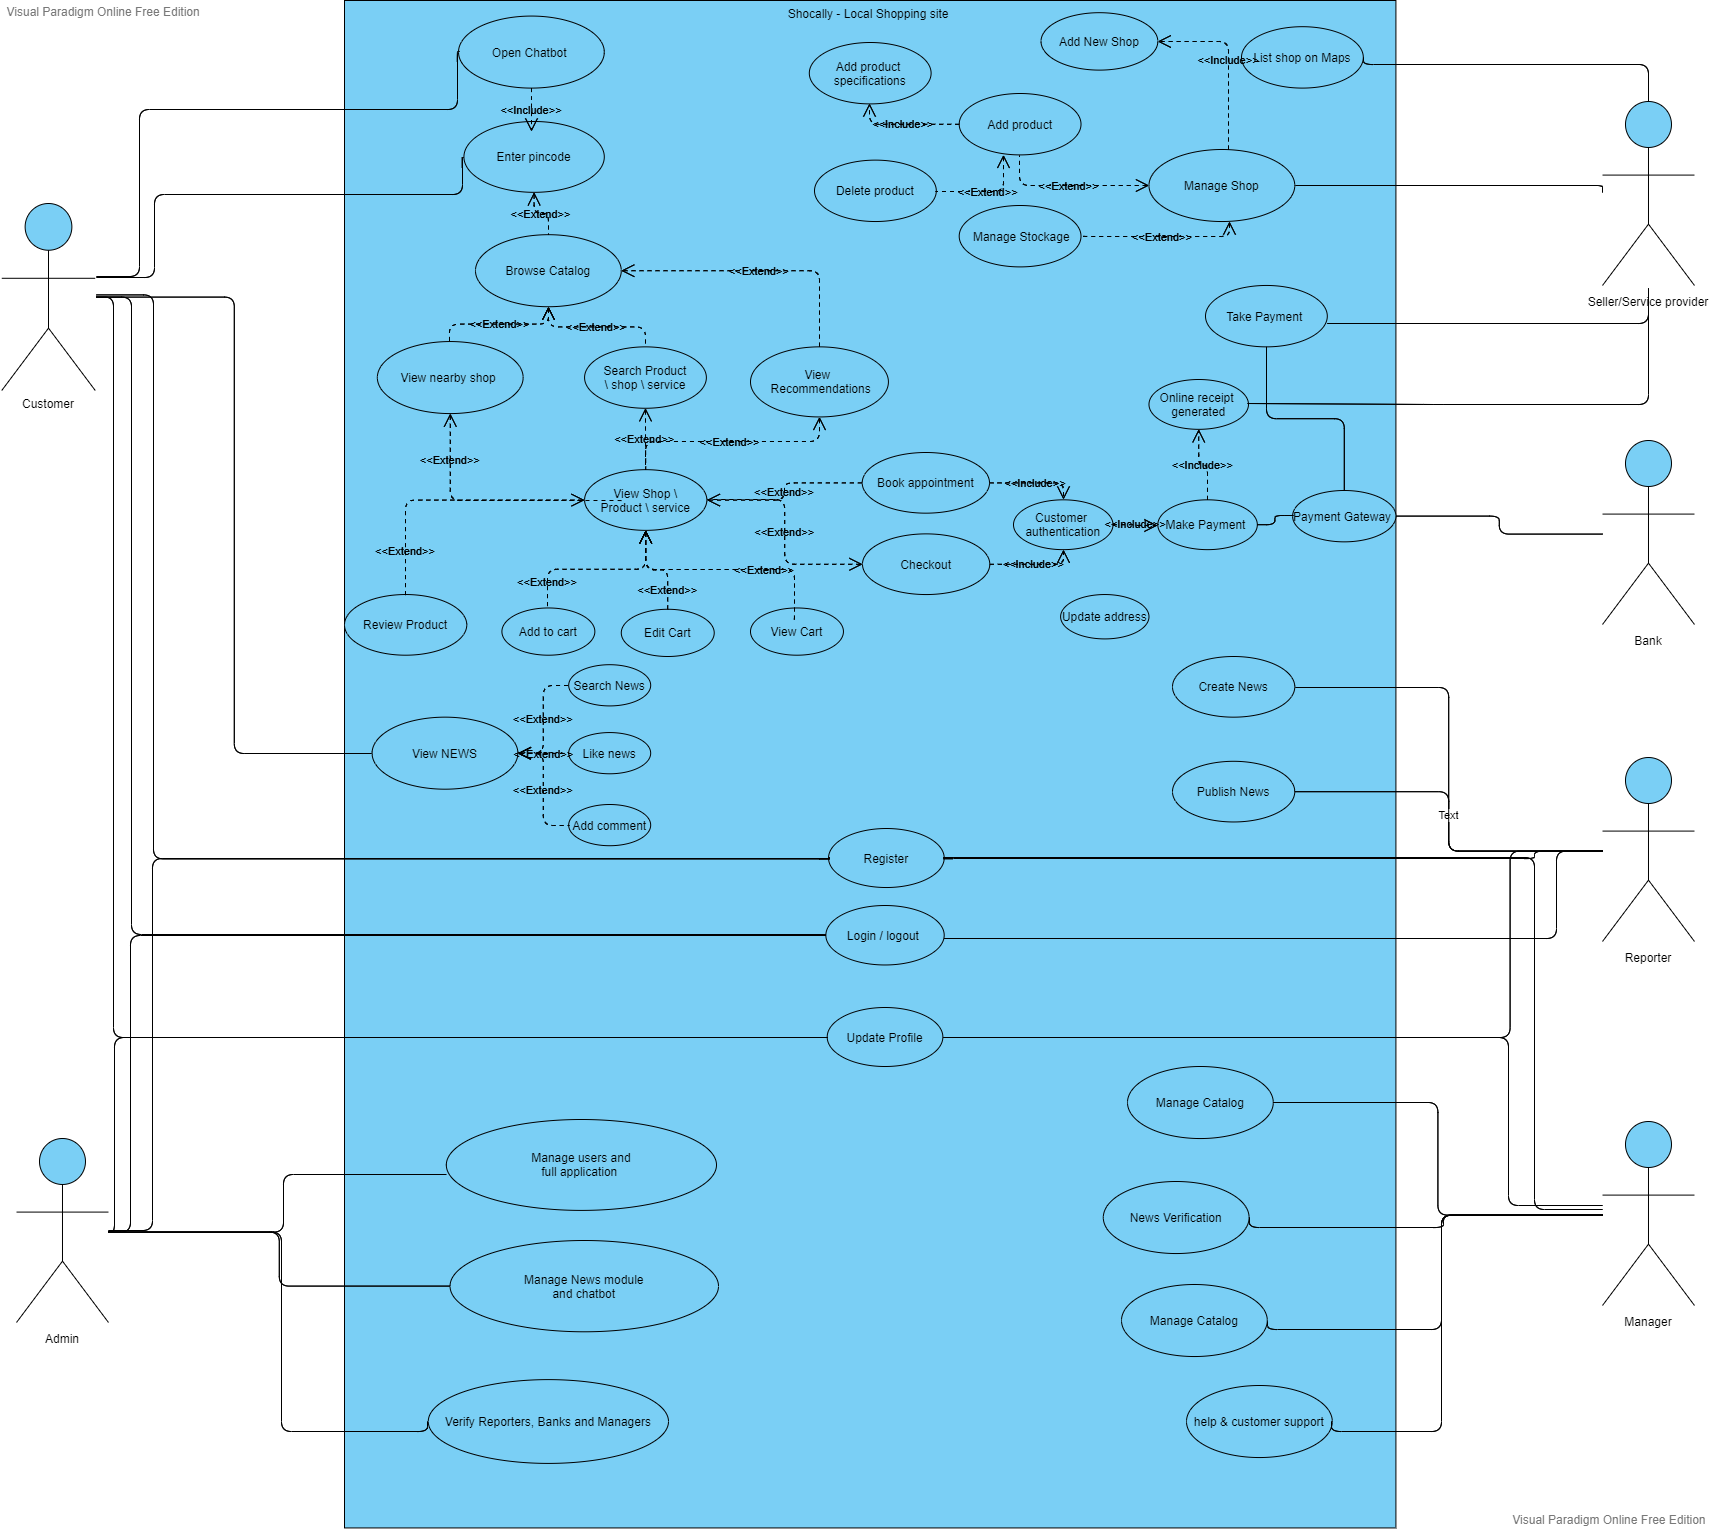 Visual Paradigm Online Free Edition
Shocally - Local Shopping site
Open Chatbot
<<Include>>
Enter pincode
<<Extend>>
Browse Catalog
<<Extend>>
<<Extend>>
<<Extend>>
View nearby shop
Search Product
\ shop \ service
View
Recommendations
<<Extend>>
<<Extend>>
<<Extend>>
View Shop \
Product \ service
<<Extend>>
<<Extend>>
<<Extend>>
<<Extend>>
<<Extend>>
<<Extend>>
Review Product
Add to cart
Edit Cart
View Cart
Add product
specifications
<<Include>>
Add product
Delete product
<<Extend>>
<<Extend>>
Manage Stockage
<<Extend>>
Add New Shop
<<Include>>
List shop on Maps
Manage Shop
Seller/Service provider
Take Payment
Online receipt
generated
<<Include>>
Book appointment
<<Include>>
Customer
authentication
<<Include>>
Make Payment
Payment Gateway
Checkout
<<Include>>
Update address
Bank
Customer
Search News
<<Extend>>
View NEWS
<<Extend>>
Like news
<<Extend>>
Add comment
Create News
Publish News
Text
Register
Login / logout
Reporter
Update Profile
Manage Catalog
Manage users and
full application
News Verification
Manage News module
and chatbot
Manage Catalog
Admin
Manager
Verify Reporters, Banks and Managers
help & customer support
Visual Paradigm Online Free Edition